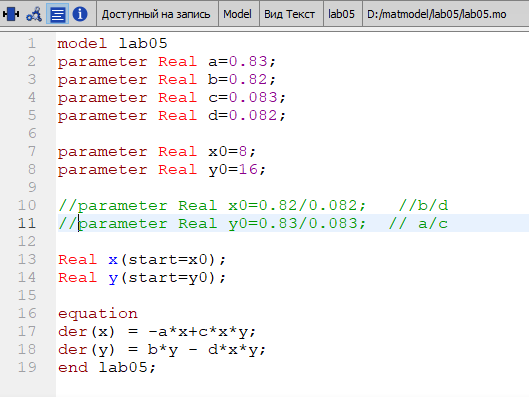 Доступный на запись Model Вид Текст lab05 D:/matmodel/lab05/lab05.mo
1 model lab05
2 parameter Real a=0.83;
3 parameter Real b=0.82;
4 parameter Real c=0.083;
5 parameter Real d=0.082;
6
7 parameter Real x0=8;
8 parameter Real y0=16;
9
10 //parameter Real x0=0.82/0.082;   //b/d
11 //parameter Real y0=0.83/0.083;  // a/c
12
13 Real x(start=x0);
14 Real y(start=y0);
15
16 equation
17 der(x) = -a*x+c*x*y;
18 der(y) = b*y - d*x*y;
19 end lab05;